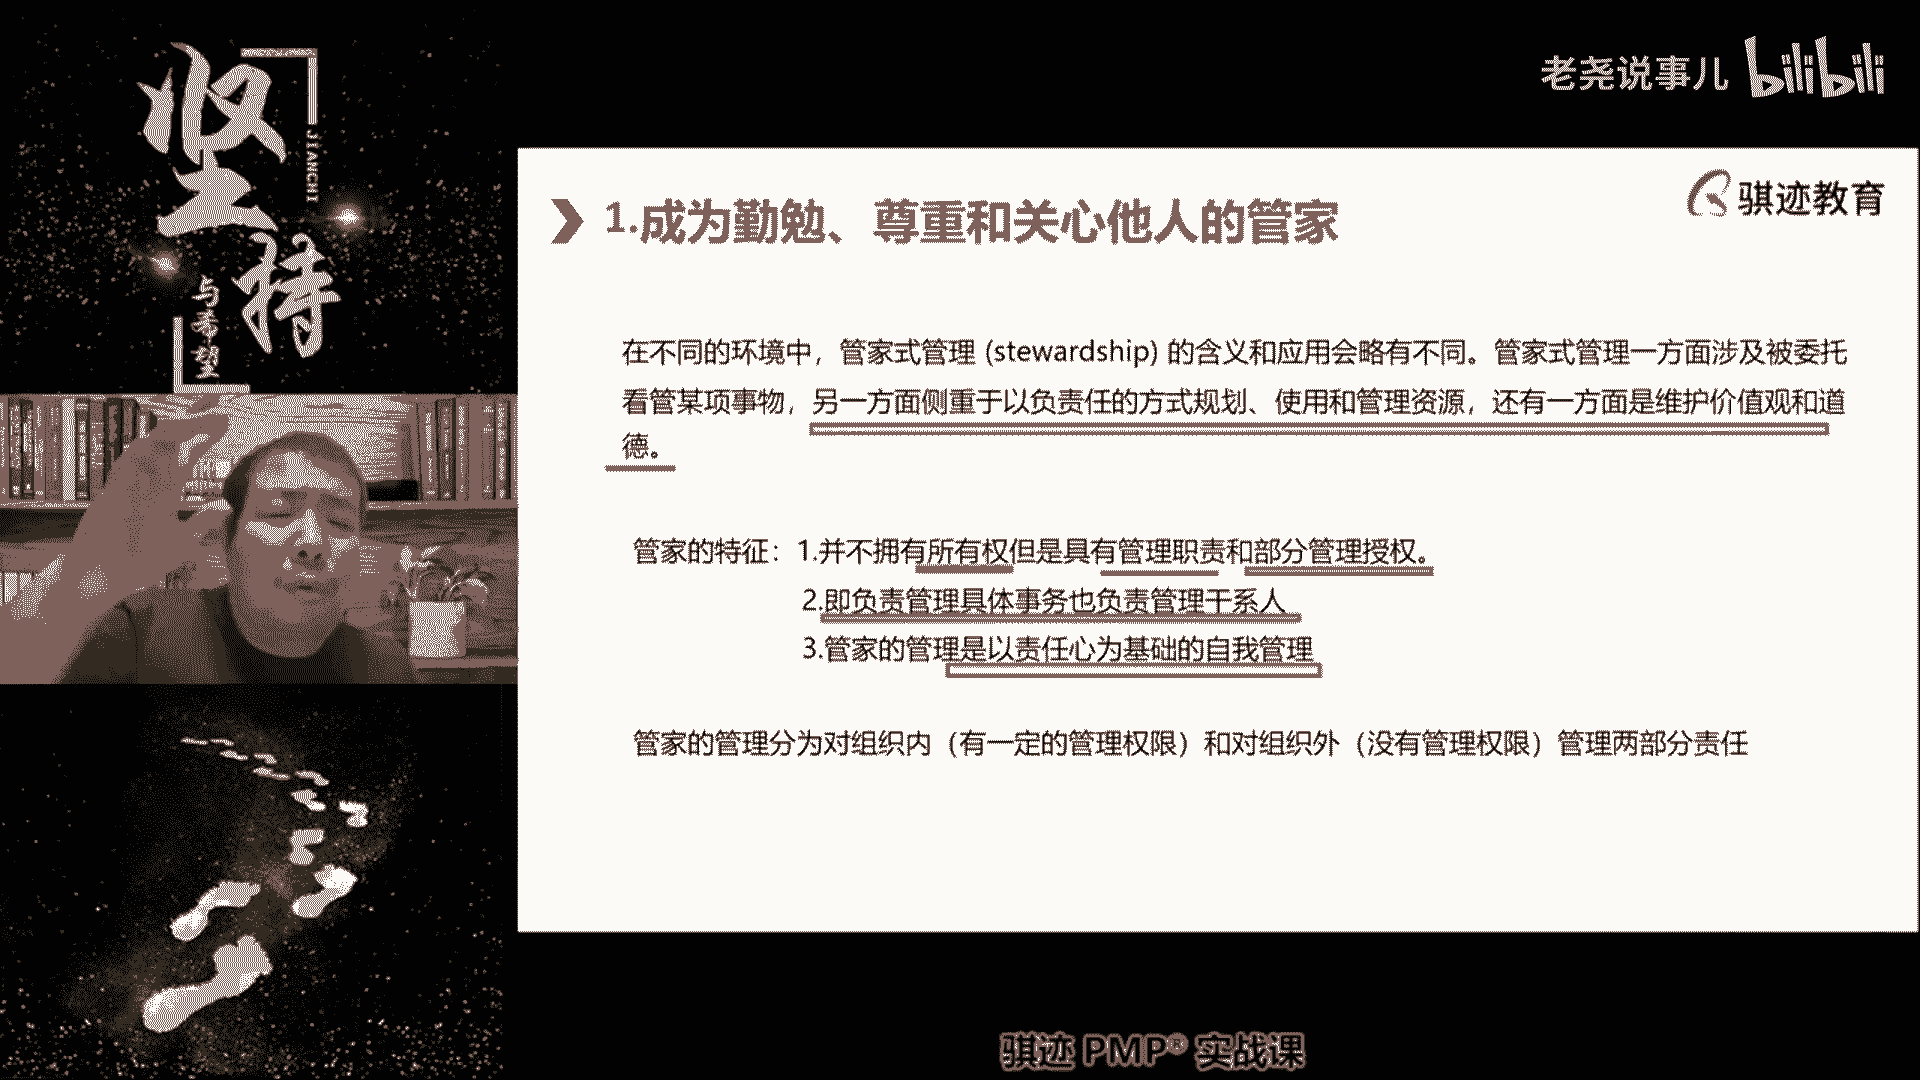 坚
持
JIANCHI
与希望
老尧说事儿 bilibili
骐迹教育
1.成为勤勉、尊重和关心他人的管家
在不同的环境中，管家式管理 (stewardship) 的含义和应用会略有不同。管家式管理一方面涉及被委托
看管某项事物，另一方面侧重于以负责任的方式规划、使用和管理资源，还有一方面是维护价值观和道
德。
管家的特征：1.并不拥有所有权但是具有管理职责和部分管理授权。
2.即负责管理具体事务也负责管理干系人
3.管家的管理是以责任心为基础的自我管理
管家的管理分为对组织内（有一定的管理权限）和对组织外（没有管理权限）管理两部分责任
骐迹 PMP® 实战课